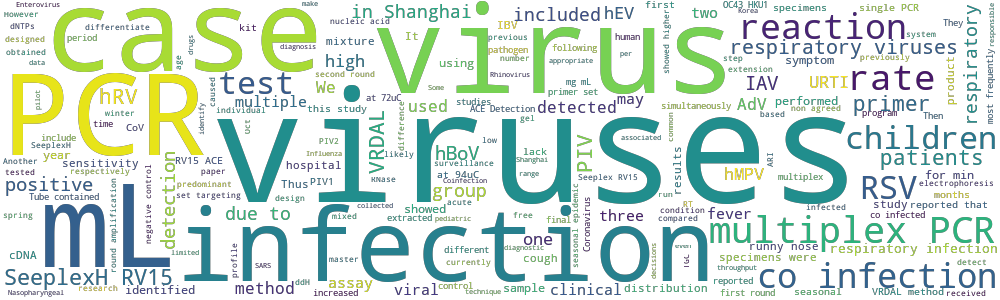 Enterovirus
However
dNTPs
differentiate
designed
period
obtained
data
age
drugs
kit
nucleic acid
make
diagnosis
case
virus
in Shanghai
mixture
It
high
IBV
previous
pathogen
number
using
included
hEV
first
human
per
following
appropriate
Rhinovirus
two
OC43 HKU1
Korea
specimens
They
single PCR
system
reaction
respiratory viruses
step
extension
previously
symptom
product
respiratory
most frequently
responsible
PCR
hRV
test
We
Second round
multiple
this study
at 72uC
Some
studies
used
may
detected
mg mL
primer set
simultaneously
IAV
AdV
URTI
rate
performed
based
primer
program
non agreed
Then
pilot
winter
time
caused
identify
individual
Oct
difference
CoV
include
SeeplexH
year
sensitivity
respectively
Another
paper
tested
RV15 ACE
predominant
set targeting
hospital
PIV2
Influenza
Thus
PIV1
KNase
design
collected
likely
VRDAL
at 94uC
viruses
ACE Detection
gel
hBoV
low
surveillance
Coinfection
Seeplex RV15
range
lack
Shanghai
PIV
associated
common
ARI
hMPV
multiplex
results
children
patients
electrophoresis
for min
RSV
months
study
reported that
co infected
infected
positive
Tube contained
spring
cDNA
detection
negative control
round amplification
mL
due to
showed
group
acute
mixed
extracted
pediatric
limited
profile
SARS
infection
free
final
one
cough
seasonal epidemic
Coronavirus
three
fever
run
RT
condition
compared
multiplex PCR
runny nose
respiratory infection
specimens were
throughput
reported
detect
SeeplexH RV15
Nasopharyngeal
research
identified
method
increased
assay
viral
master
ddH
different
currently
control
technique
diagnostic
sample
clinical
decisions
distribution
IgC
co infection
first round
seasonal
VRDAL method
received